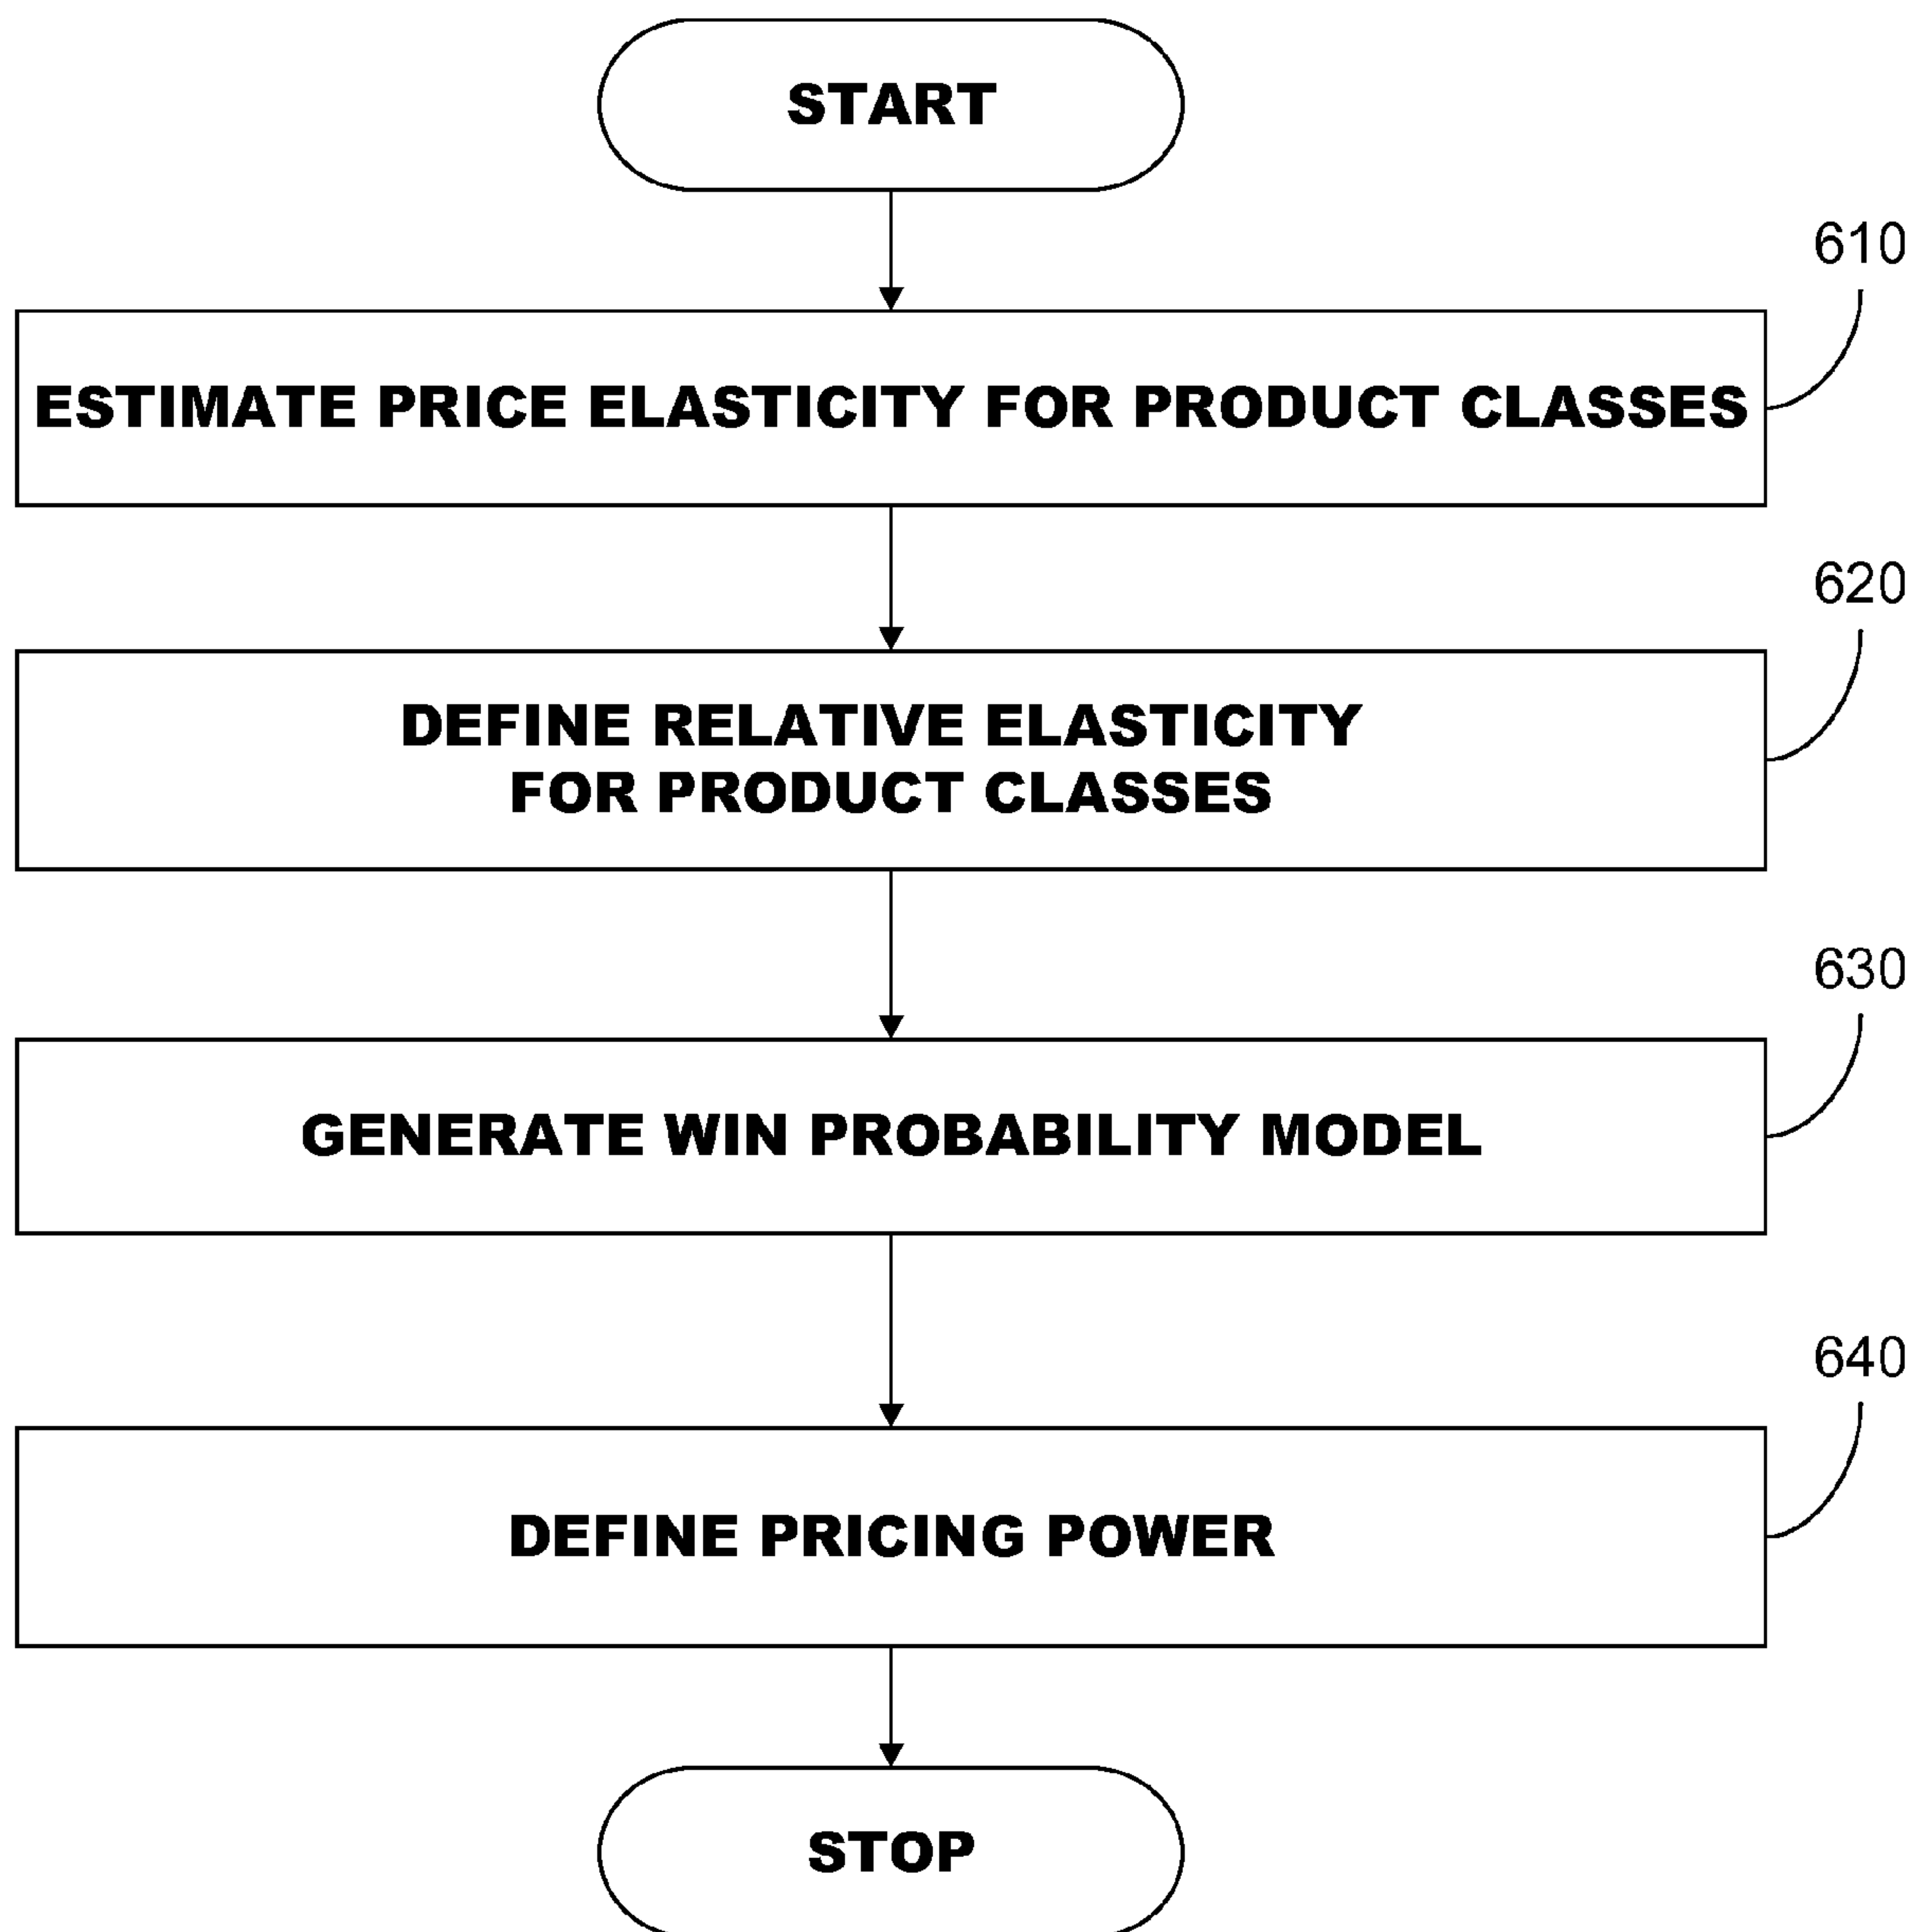 START
610
ESTIMATE PRICE ELASTICITY FOR PRODUCT CLASSES
620
DEFINE RELATIVE ELASTICITY
FOR PRODUCT CLASSES
630
GENERATE WIN PROBABILITY MODEL
640
DEFINE PRICING POWER
STOP